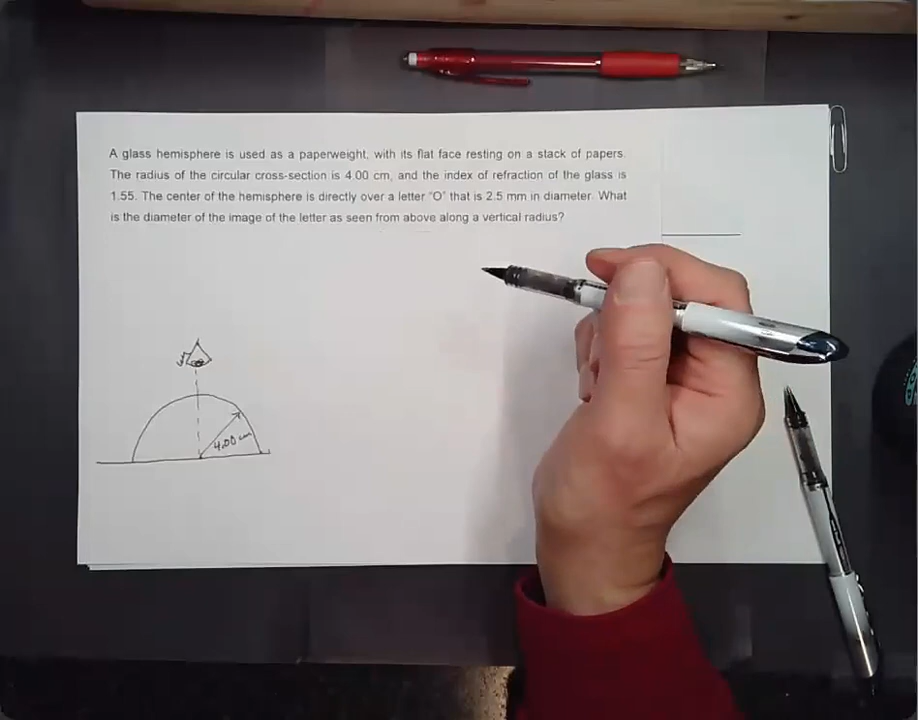 A glass hemisphere is used as a paperweight, with its flat face resting on a stack of papers.
The radius of the circular cross-section is 4.00 cm, and the index of refraction of the glass is
1.55. The center of the hemisphere is directly over a letter "O" that is 2.5 mm in diameter. What
is the diameter of the image of the letter as seen from above along a vertical radius?
4.00 cm